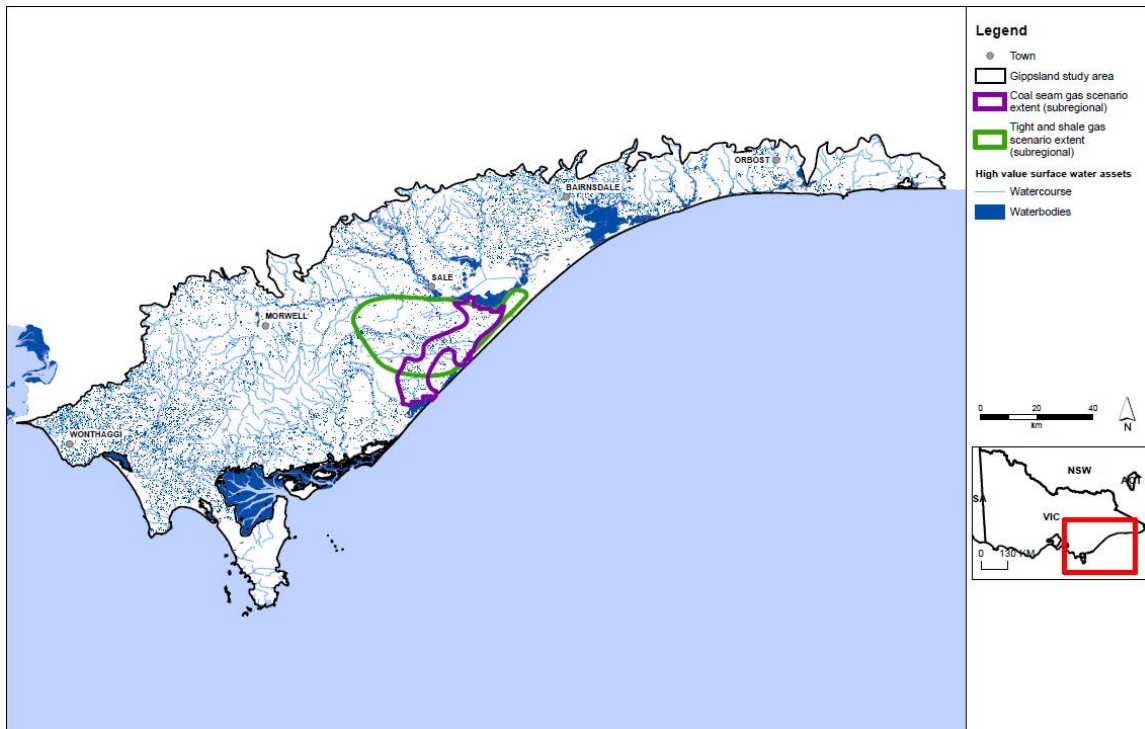 Legend
Town
Gippsland study area
Coal seam gas scenario
extent (subregional)
Tight and shale gas
scenario extent
(subregional)
High value surface water assets
Watercourse
Waterbodies
ORBOST
BAIRNSDALE
SALE
MORWELL
WONTHAGGI
0 20 40
km
N
NSW
ACT
SA
VIC
0 130 KM